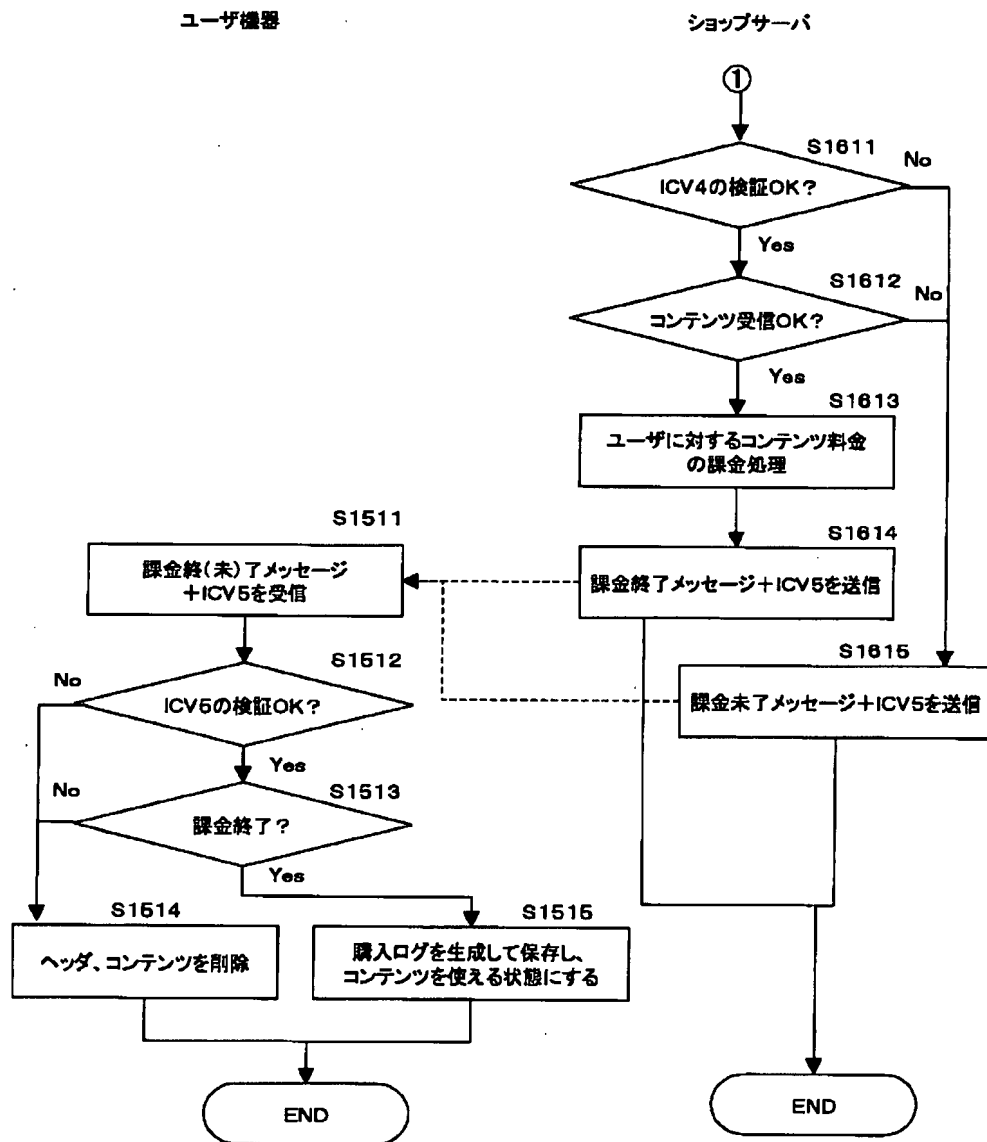 ユーザ機器
ショップサーバ
①
S1611
No
ICV4の検証OK?
Yes
S1612
No
コンテンツ受信OK?
Yes
S1613
ユーザに対するコンテンツ料金
の課金処理
S1511
S1614
課金終(未)了メッセージ
+ICV5を受信
課金終了メッセージ+ICV5を送信
S1512
S1615
No
ICV5の検証OK?
課金未了メッセージ+ICV5を送信
Yes
No
S1513
課金終了?
Yes
S1514
S1515
ヘッダ、コンテンツを削除
購入ログを生成して保存し、
コンテンツを使える状態にする
END
END